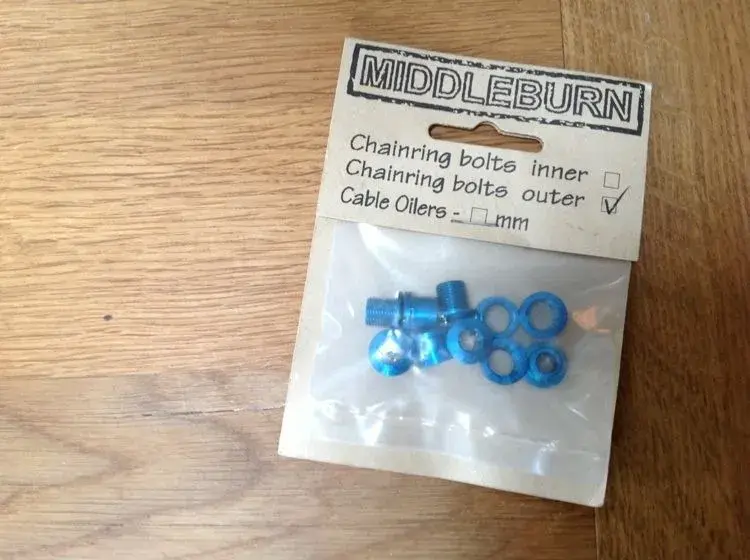 MIDDLEBURN
Chainring bolts inner ☐
Chainring bolts outer ☑
Cable Oilers - ☐ mm